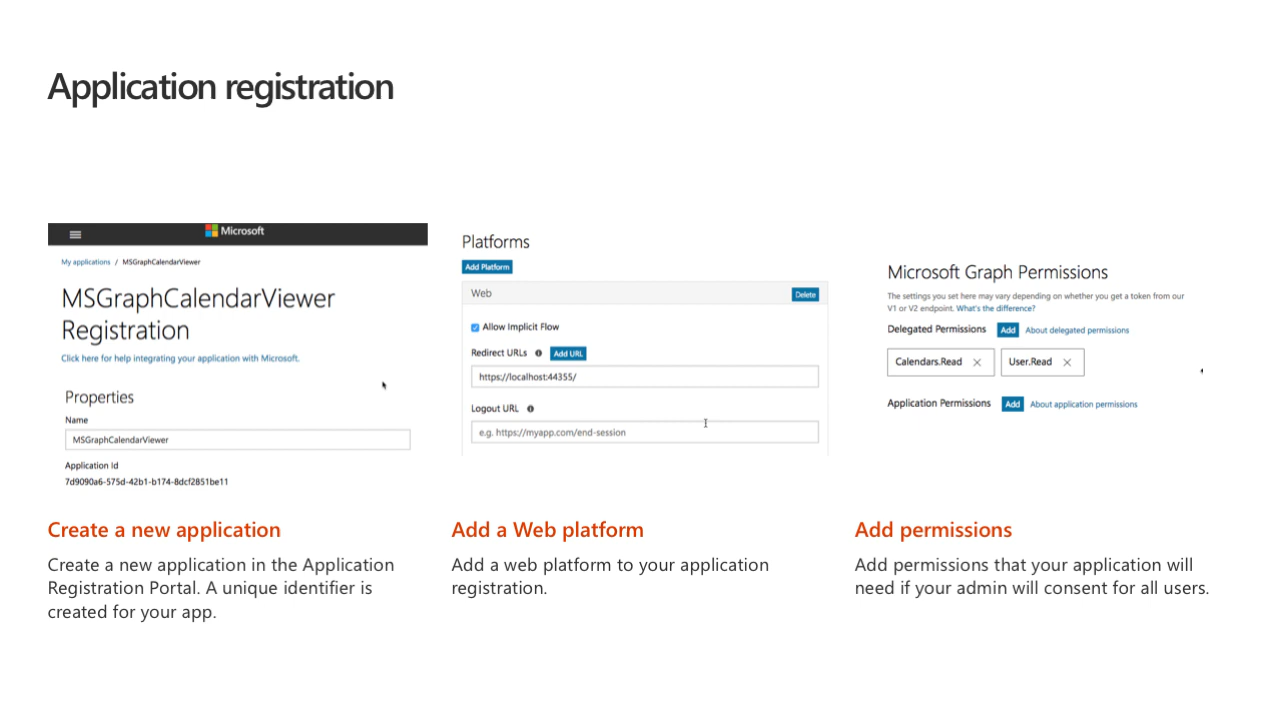 Application registration
Microsoft
My applications / MSGraphCalendarViewer
MSGraphCalendarViewer
Registration
Click here for help integrating your application with Microsoft.
Properties
Name
MSGraphCalendarViewer
Application Id
7d9090a6-575d-42b1-b174-8dcf2851be11
Create a new application
Create a new application in the Application
Registration Portal. A unique identifier is
created for your app.
Platforms
Add Platform
Web
Delete
Allow Implicit Flow
Redirect URLs Add URL
https://localhost:44355/
Logout URL
e.g. https://myapp.com/end-session
Add a Web platform
Add a web platform to your application
registration.
Microsoft Graph Permissions
The settings you set here may vary depending on whether you get a token from our
V1 or V2 endpoint. What's the difference?
Delegated Permissions Add About delegated permissions
Calendars.Read User.Read
Application Permissions Add About application permissions
Add permissions
Add permissions that your application will
need if your admin will consent for all users.